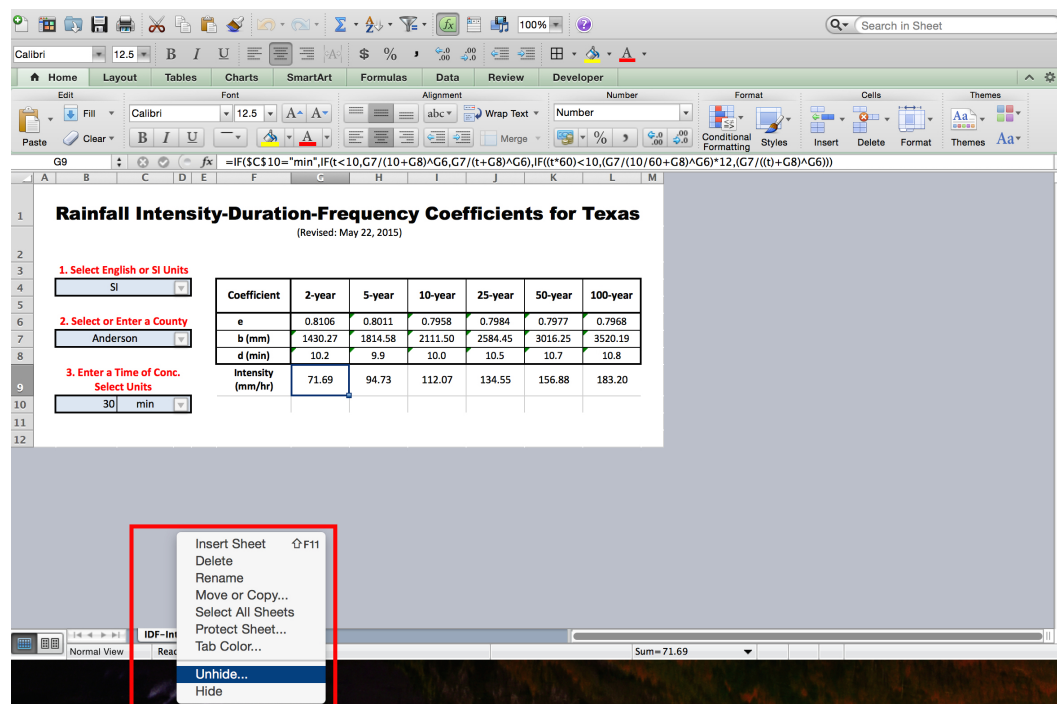 100%
Search in Sheet
Calibri 12.5 B I U $ %
Home Layout Tables Charts SmartArt Formulas Data Review Developer
Edit Font Alignment Number Format Cells Themes
Paste Fill Calibri 12.5 A A abc Wrap Text Number Conditional Formatting Styles Insert Delete Format Themes Aa
Clear B I U A Merge % Aa
G9 fx =IF($C$10="min",IF(t<10,G7/(10+G8)^G6,G7/(t+G8)^G6),IF((t*60)<10,(G7/(10/60+G8)^G6)*12,(G7/((t)+G8)^G6)))
A B C D E F G H I J K L M
1 Rainfall Intensity-Duration-Frequency Coefficients for Texas
(Revised: May 22, 2015)
2
3 1. Select English or SI Units
4 SI
Coefficient 2-year 5-year 10-year 25-year 50-year 100-year
5
6 2. Select or Enter a County e 0.8106 0.8011 0.7958 0.7984 0.7977 0.7968
7 Anderson b (mm) 1430.27 1814.58 2111.50 2584.45 3016.25 3520.19
8 d (min) 10.2 9.9 10.0 10.5 10.7 10.8
9 3. Enter a Time of Conc. Select Units Intensity (mm/hr) 71.69 94.73 112.07 134.55 156.88 183.20
10 30 min
11
12
Insert Sheet ⇧F11
Delete
Rename
Move or Copy...
Select All Sheets
Protect Sheet...
Tab Color...
Unhide...
Hide
IDF-Int
Normal View Read Sum=71.69